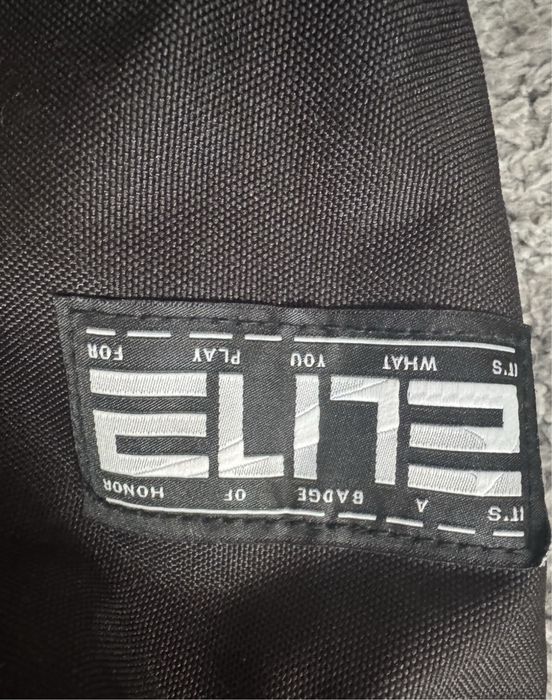 IT'S A BADGE OF HONOR
ELITE
IT'S WHAT YOU PLAY FOR